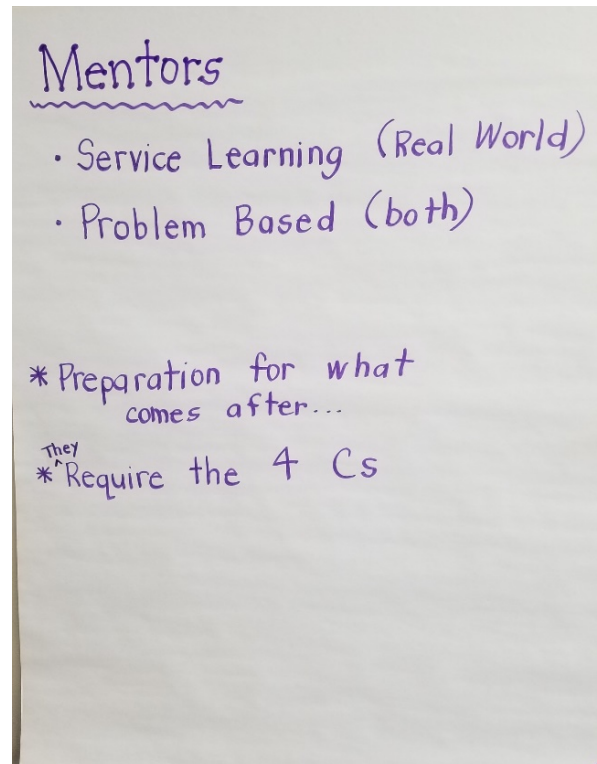 Mentors
• Service Learning (Real World)
• Problem Based (both)
* Preparation for what
comes after...
They
* ^ Require the 4 Cs